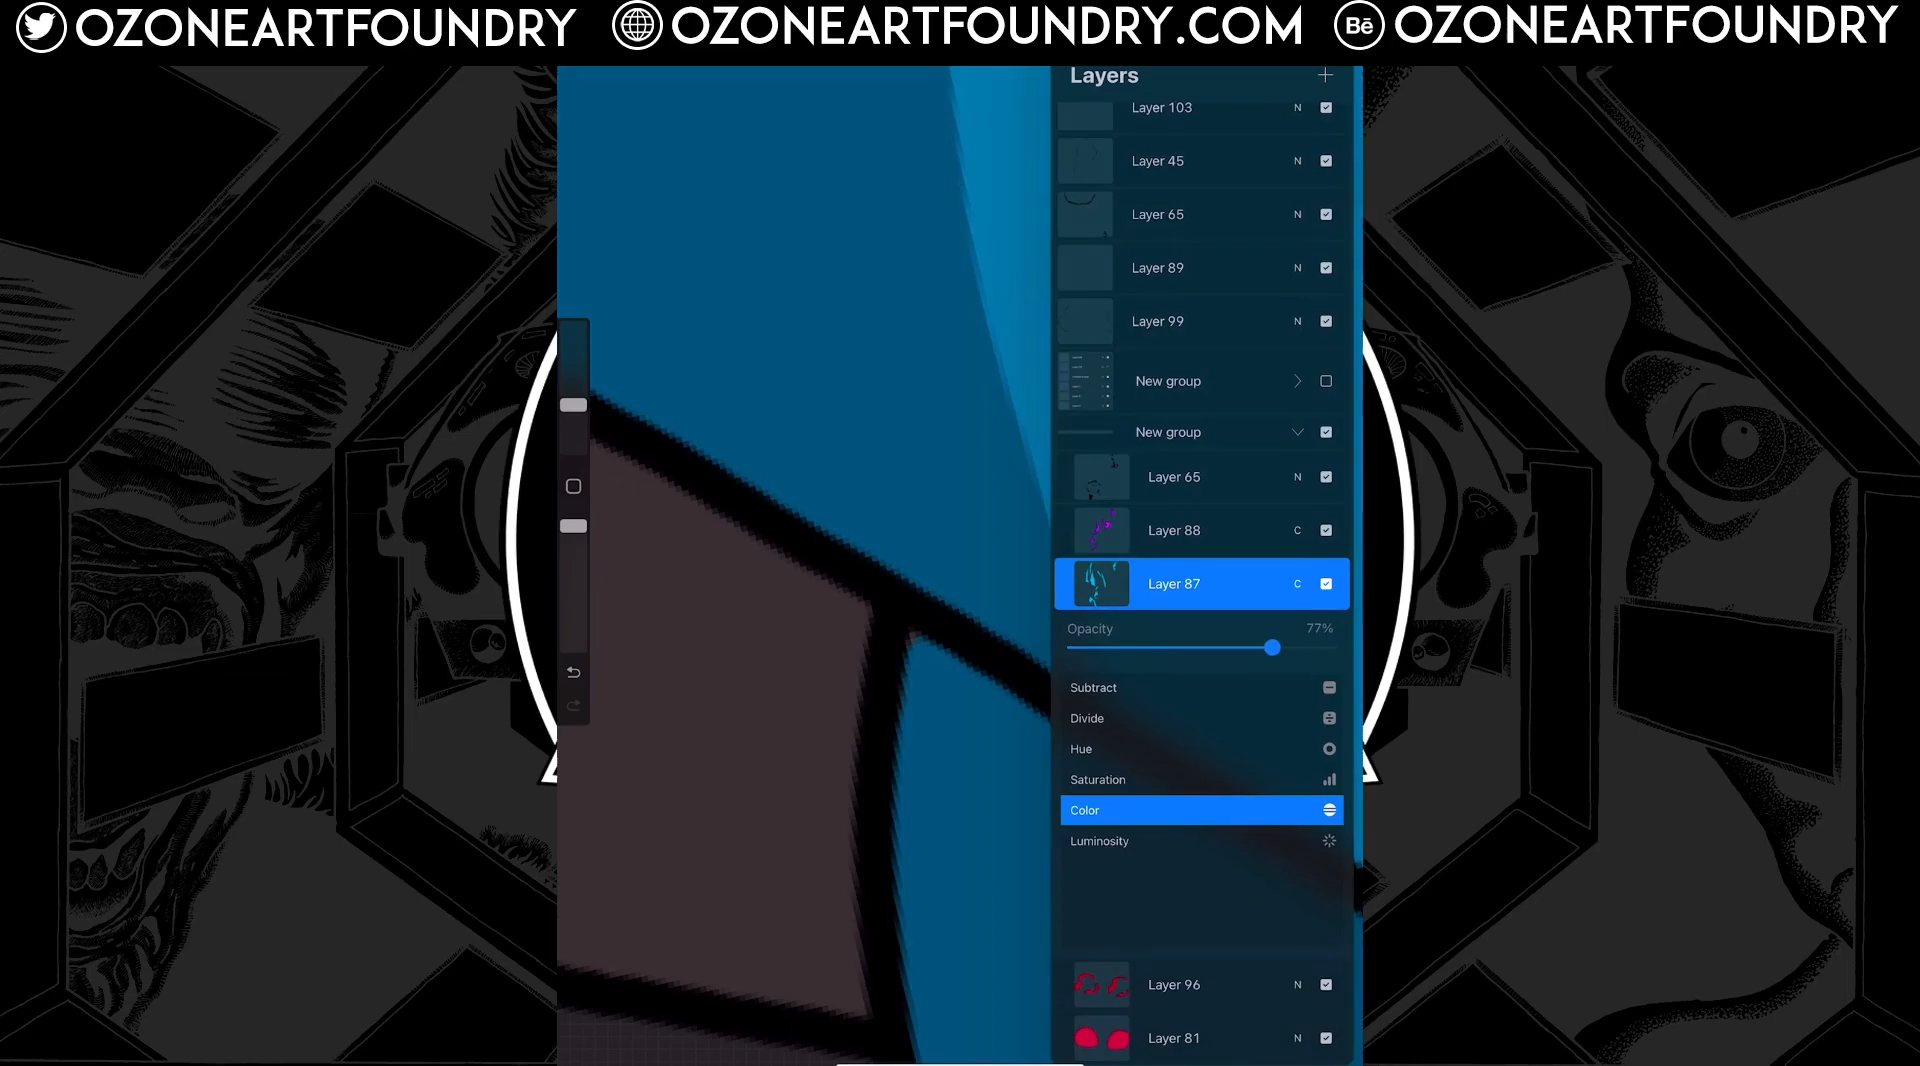 OZONEARTFOUNDRY OZONEARTFOUNDRY.COM Bē OZONEARTFOUNDRY
Layers
Layer 103 N
Layer 45 N
Layer 65 N
Layer 89 N
Layer 99 N
New group
New group
Layer 65 N
Layer 88 C
Layer 87 C
Opacity 77%
Subtract
Divide
Hue
Saturation
Color
Luminosity
Layer 96 N
Layer 81 N